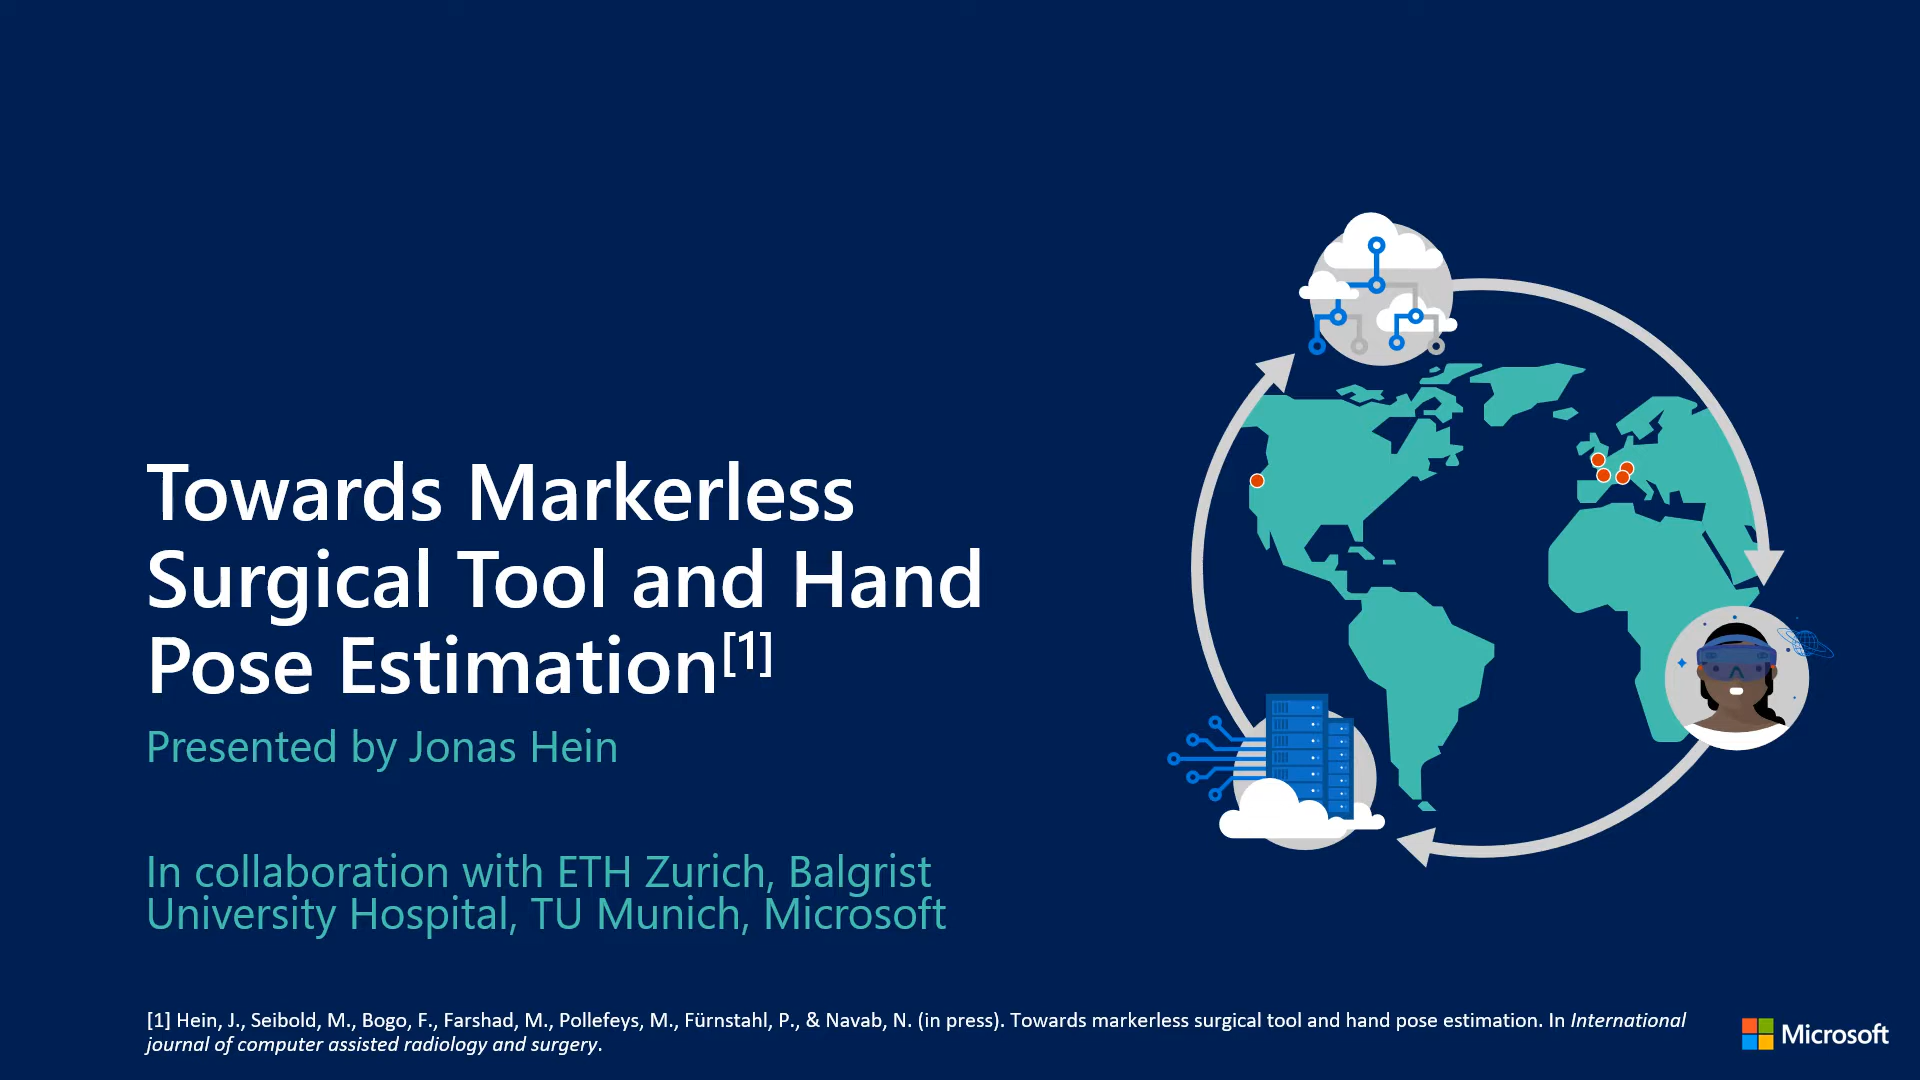 Towards Markerless
Surgical Tool and Hand
Pose Estimation[1]
Presented by Jonas Hein
In collaboration with ETH Zurich, Balgrist
University Hospital, TU Munich, Microsoft
[1] Hein, J., Seibold, M., Bogo, F., Farshad, M., Pollefeys, M., Fürnstahl, P., & Navab, N. (in press). Towards markerless surgical tool and hand pose estimation. In International
journal of computer assisted radiology and surgery.
Microsoft